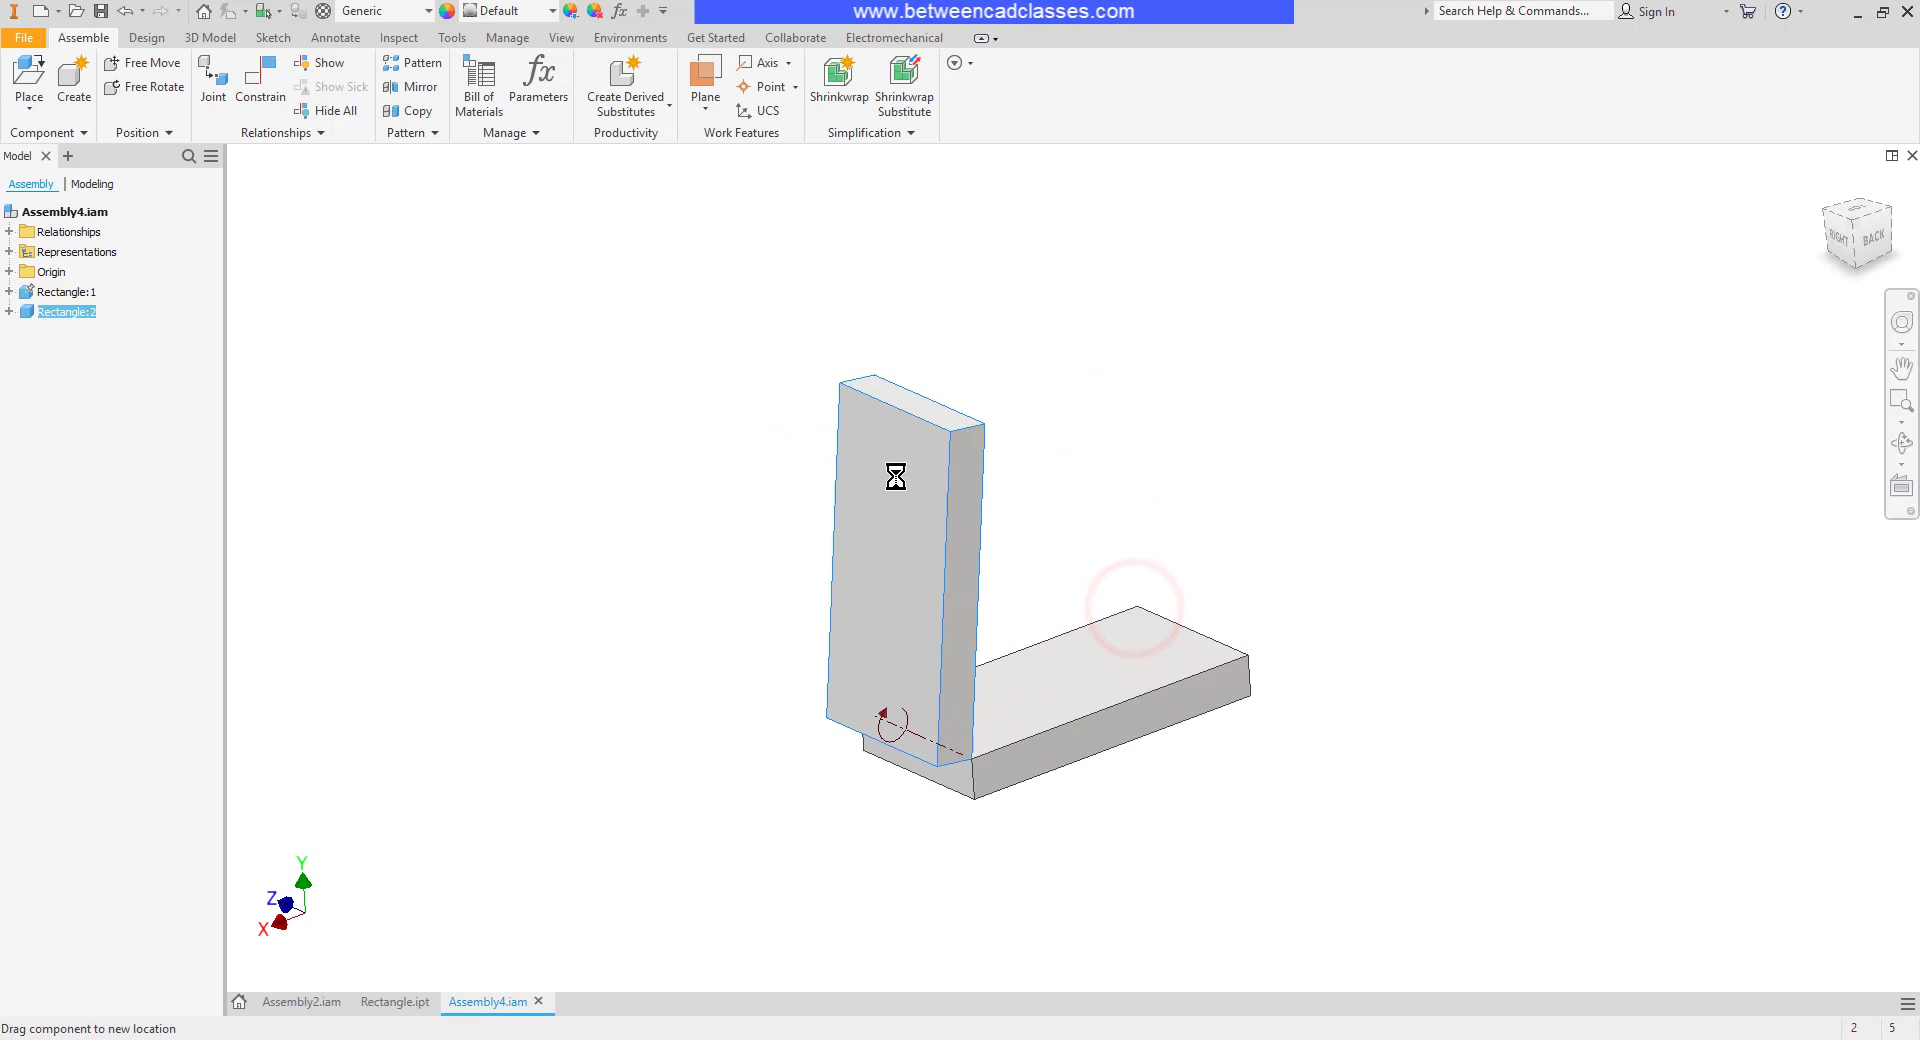 Generic
Default
fx
www.betweencadclasses.com
Search Help & Commands...
Sign In
File
Assemble
Design
3D Model
Sketch
Annotate
Inspect
Tools
Manage
View
Environments
Get Started
Collaborate
Electromechanical
Place
Create
Free Move
Free Rotate
Joint
Constrain
Show
Show Sick
Hide All
Pattern
Mirror
Copy
Bill of
Materials
fx
Parameters
Create Derived
Substitutes
Plane
Axis
Point
UCS
Shrinkwrap
Shrinkwrap
Substitute
Component
Position
Relationships
Pattern
Manage
Productivity
Work Features
Simplification
Model
Assembly
Modeling
Assembly4.iam
Relationships
Representations
Origin
Rectangle:1
Rectangle:2
RIGHT
BACK
Y
Z
X
Assembly2.iam
Rectangle.ipt
Assembly4.iam
Drag component to new location
2
5